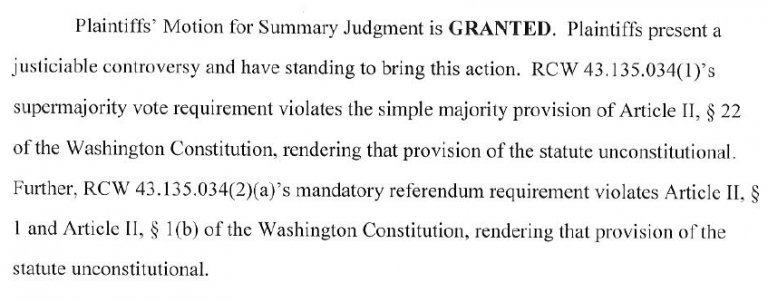 Plaintiffs' Motion for Summary Judgment is GRANTED. Plaintiffs present a
justiciable controversy and have standing to bring this action. RCW 43.135.034(1)'s
supermajority vote requirement violates the simple majority provision of Article II, § 22
of the Washington Constitution, rendering that provision of the statute unconstitutional.
Further, RCW 43.135.034(2)(a)'s mandatory referendum requirement violates Article II, §
1 and Article II, § 1(b) of the Washington Constitution, rendering that provision of the
statute unconstitutional.